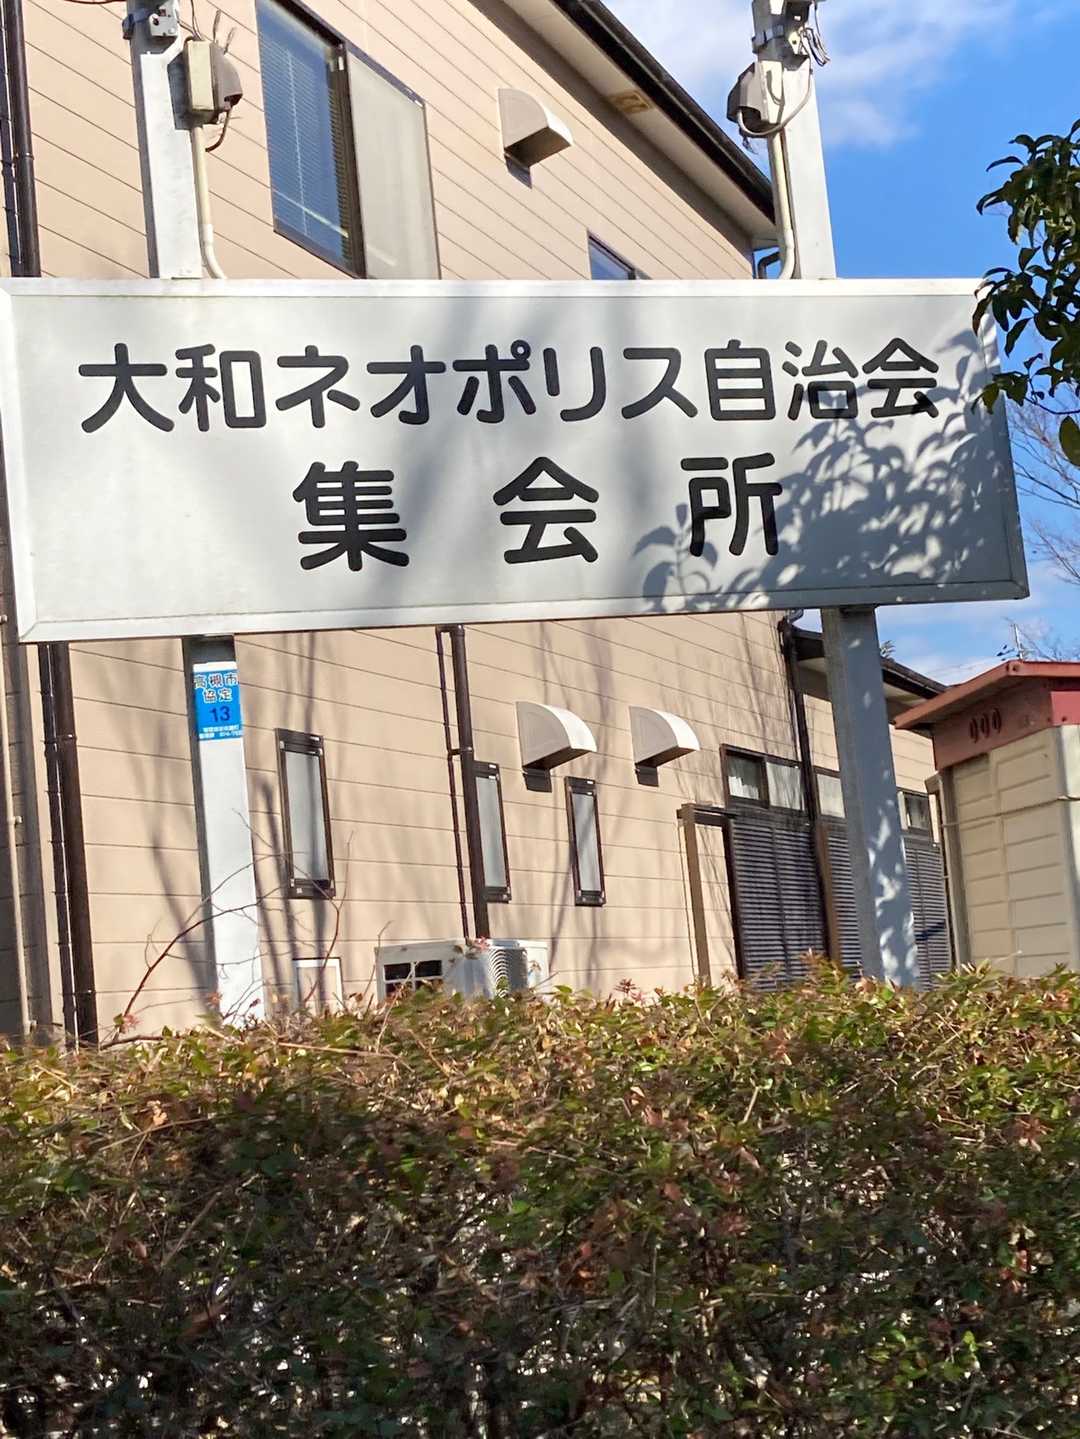 大和ネオポリス自治会
集会所
高槻市
協定
13